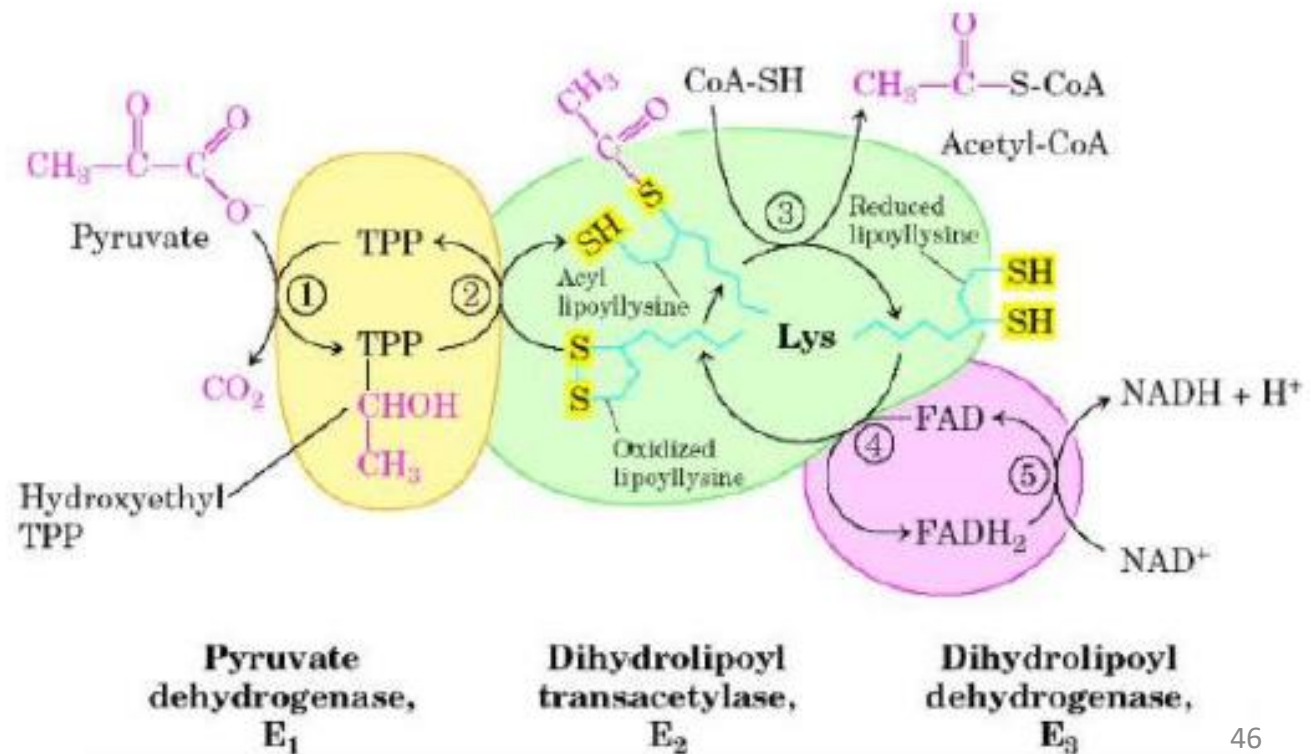 O
O
O
CH₃
O
CoA-SH
CH₃—C—S-CoA
CH₃—C—C
O⁻
C
S
Acetyl-CoA
Pyruvate
TPP
SH
③
Reduced
lipoyllysine
SH
①
②
Acyl
lipoyllysine
SH
TPP
S
Lys
CO₂
CHOH
S
NADH + H⁺
FAD
④
CH₃
Oxidized
lipoyllysine
⑤
Hydroxyethyl
TPP
FADH₂
NAD⁺
Pyruvate
dehydrogenase,
E₁
Dihydrolipoyl
transacetylase,
E₂
Dihydrolipoyl
dehydrogenase,
E₃
46